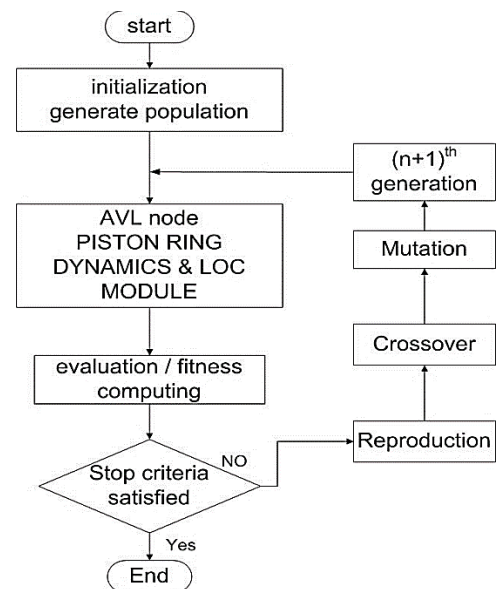 start
initialization
generate population
(n+1)th
generation
AVL node
PISTON RING
DYNAMICS & LOC
MODULE
Mutation
Crossover
evaluation / fitness
computing
Reproduction
NO
Stop criteria
satisfied
Yes
End